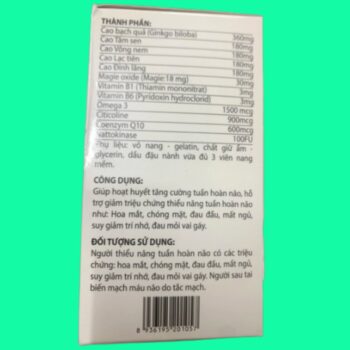 THÀNH PHẦN:
Cao bạch quả (Ginkgo biloba) 360mg
Cao Tâm sen 180mg
Cao Vông nem 180mg
Cao Lạc tiên 180mg
Cao Đinh lăng 180mg
Magie oxide (Magie:18 mg) 30mg
Vitamin B1 (Thiamin mononitrat) 3mg
Vitamin B6 (Pyridoxin hydroclorid) 3mg
Omega 3 1500 mcg
Citicoline 900mcg
Coenzym Q10 600mcg
Nattokinase 100FU
Phụ liệu: vỏ nang - gelatin, chất giữ ẩm -
glycerin, dầu đậu nành vừa đủ 3 viên nang
mềm.
CÔNG DỤNG:
Giúp hoạt huyết tăng cường tuần hoàn não, hỗ
trợ giảm triệu chứng thiểu năng tuần hoàn não
như: Hoa mắt, chóng mặt, đau đầu, mất ngủ,
suy giảm trí nhớ, đau mỏi vai gáy.
ĐỐI TƯỢNG SỬ DỤNG:
Người thiểu năng tuần hoàn não có các triệu
chứng: hoa mắt, chóng mặt, đau đầu, mất ngủ,
suy giảm trí nhớ, đau mỏi vai gáy. Người sau tai
biến mạch máu não do tắc mạch.
8 936195 201057